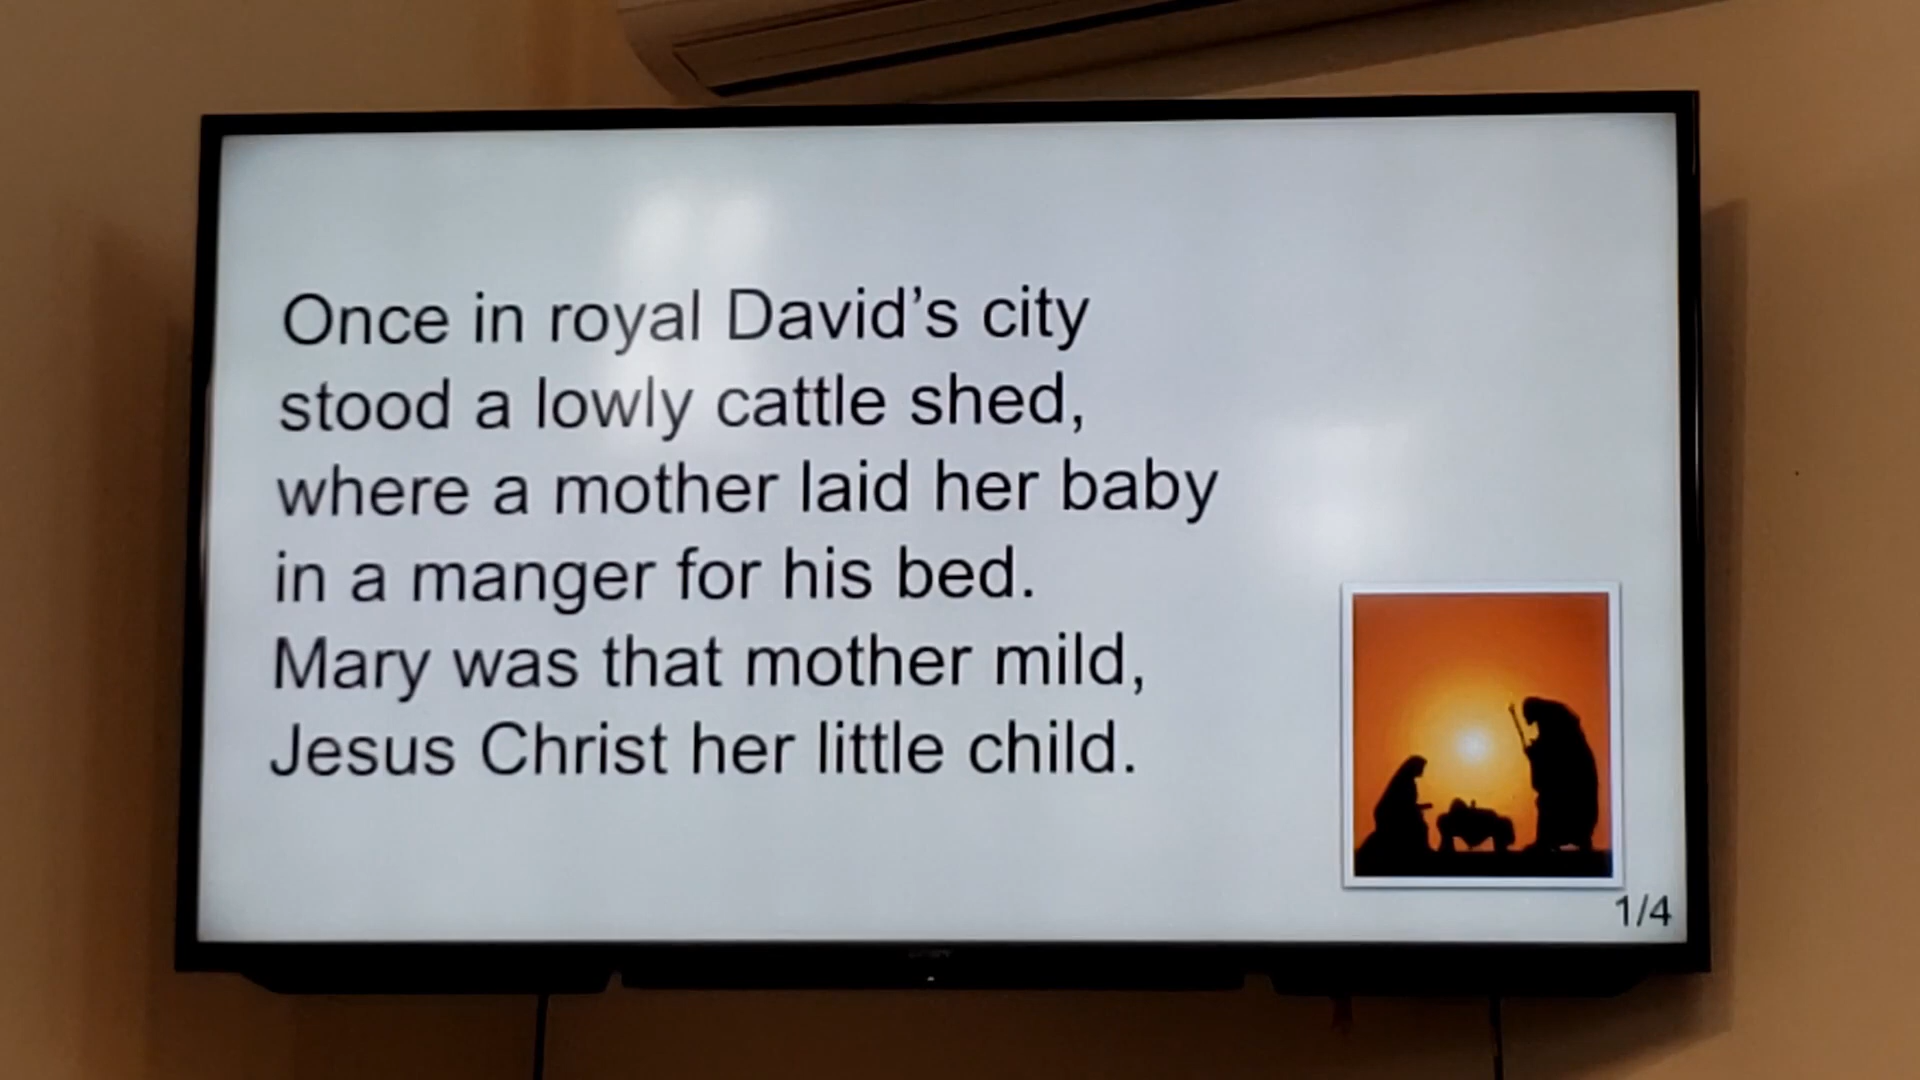 Once in royal David’s city
stood a lowly cattle shed,
where a mother laid her baby
in a manger for his bed.
Mary was that mother mild,
Jesus Christ her little child.
1/4